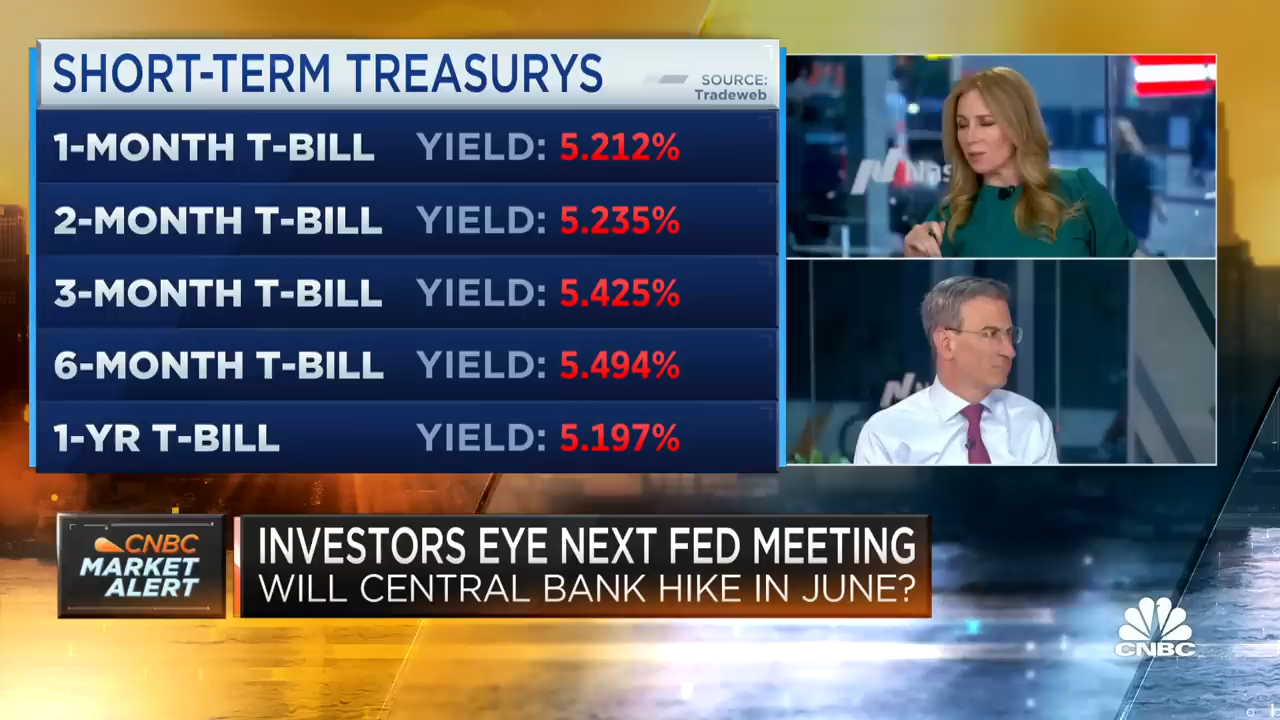 SHORT-TERM TREASURYS
SOURCE:
Tradeweb
1-MONTH T-BILL YIELD: 5.212%
2-MONTH T-BILL YIELD: 5.235%
3-MONTH T-BILL YIELD: 5.425%
6-MONTH T-BILL YIELD: 5.494%
1-YR T-BILL YIELD: 5.197%
Nas
CNBC
MARKET
ALERT
INVESTORS EYE NEXT FED MEETING
WILL CENTRAL BANK HIKE IN JUNE?
CNBC